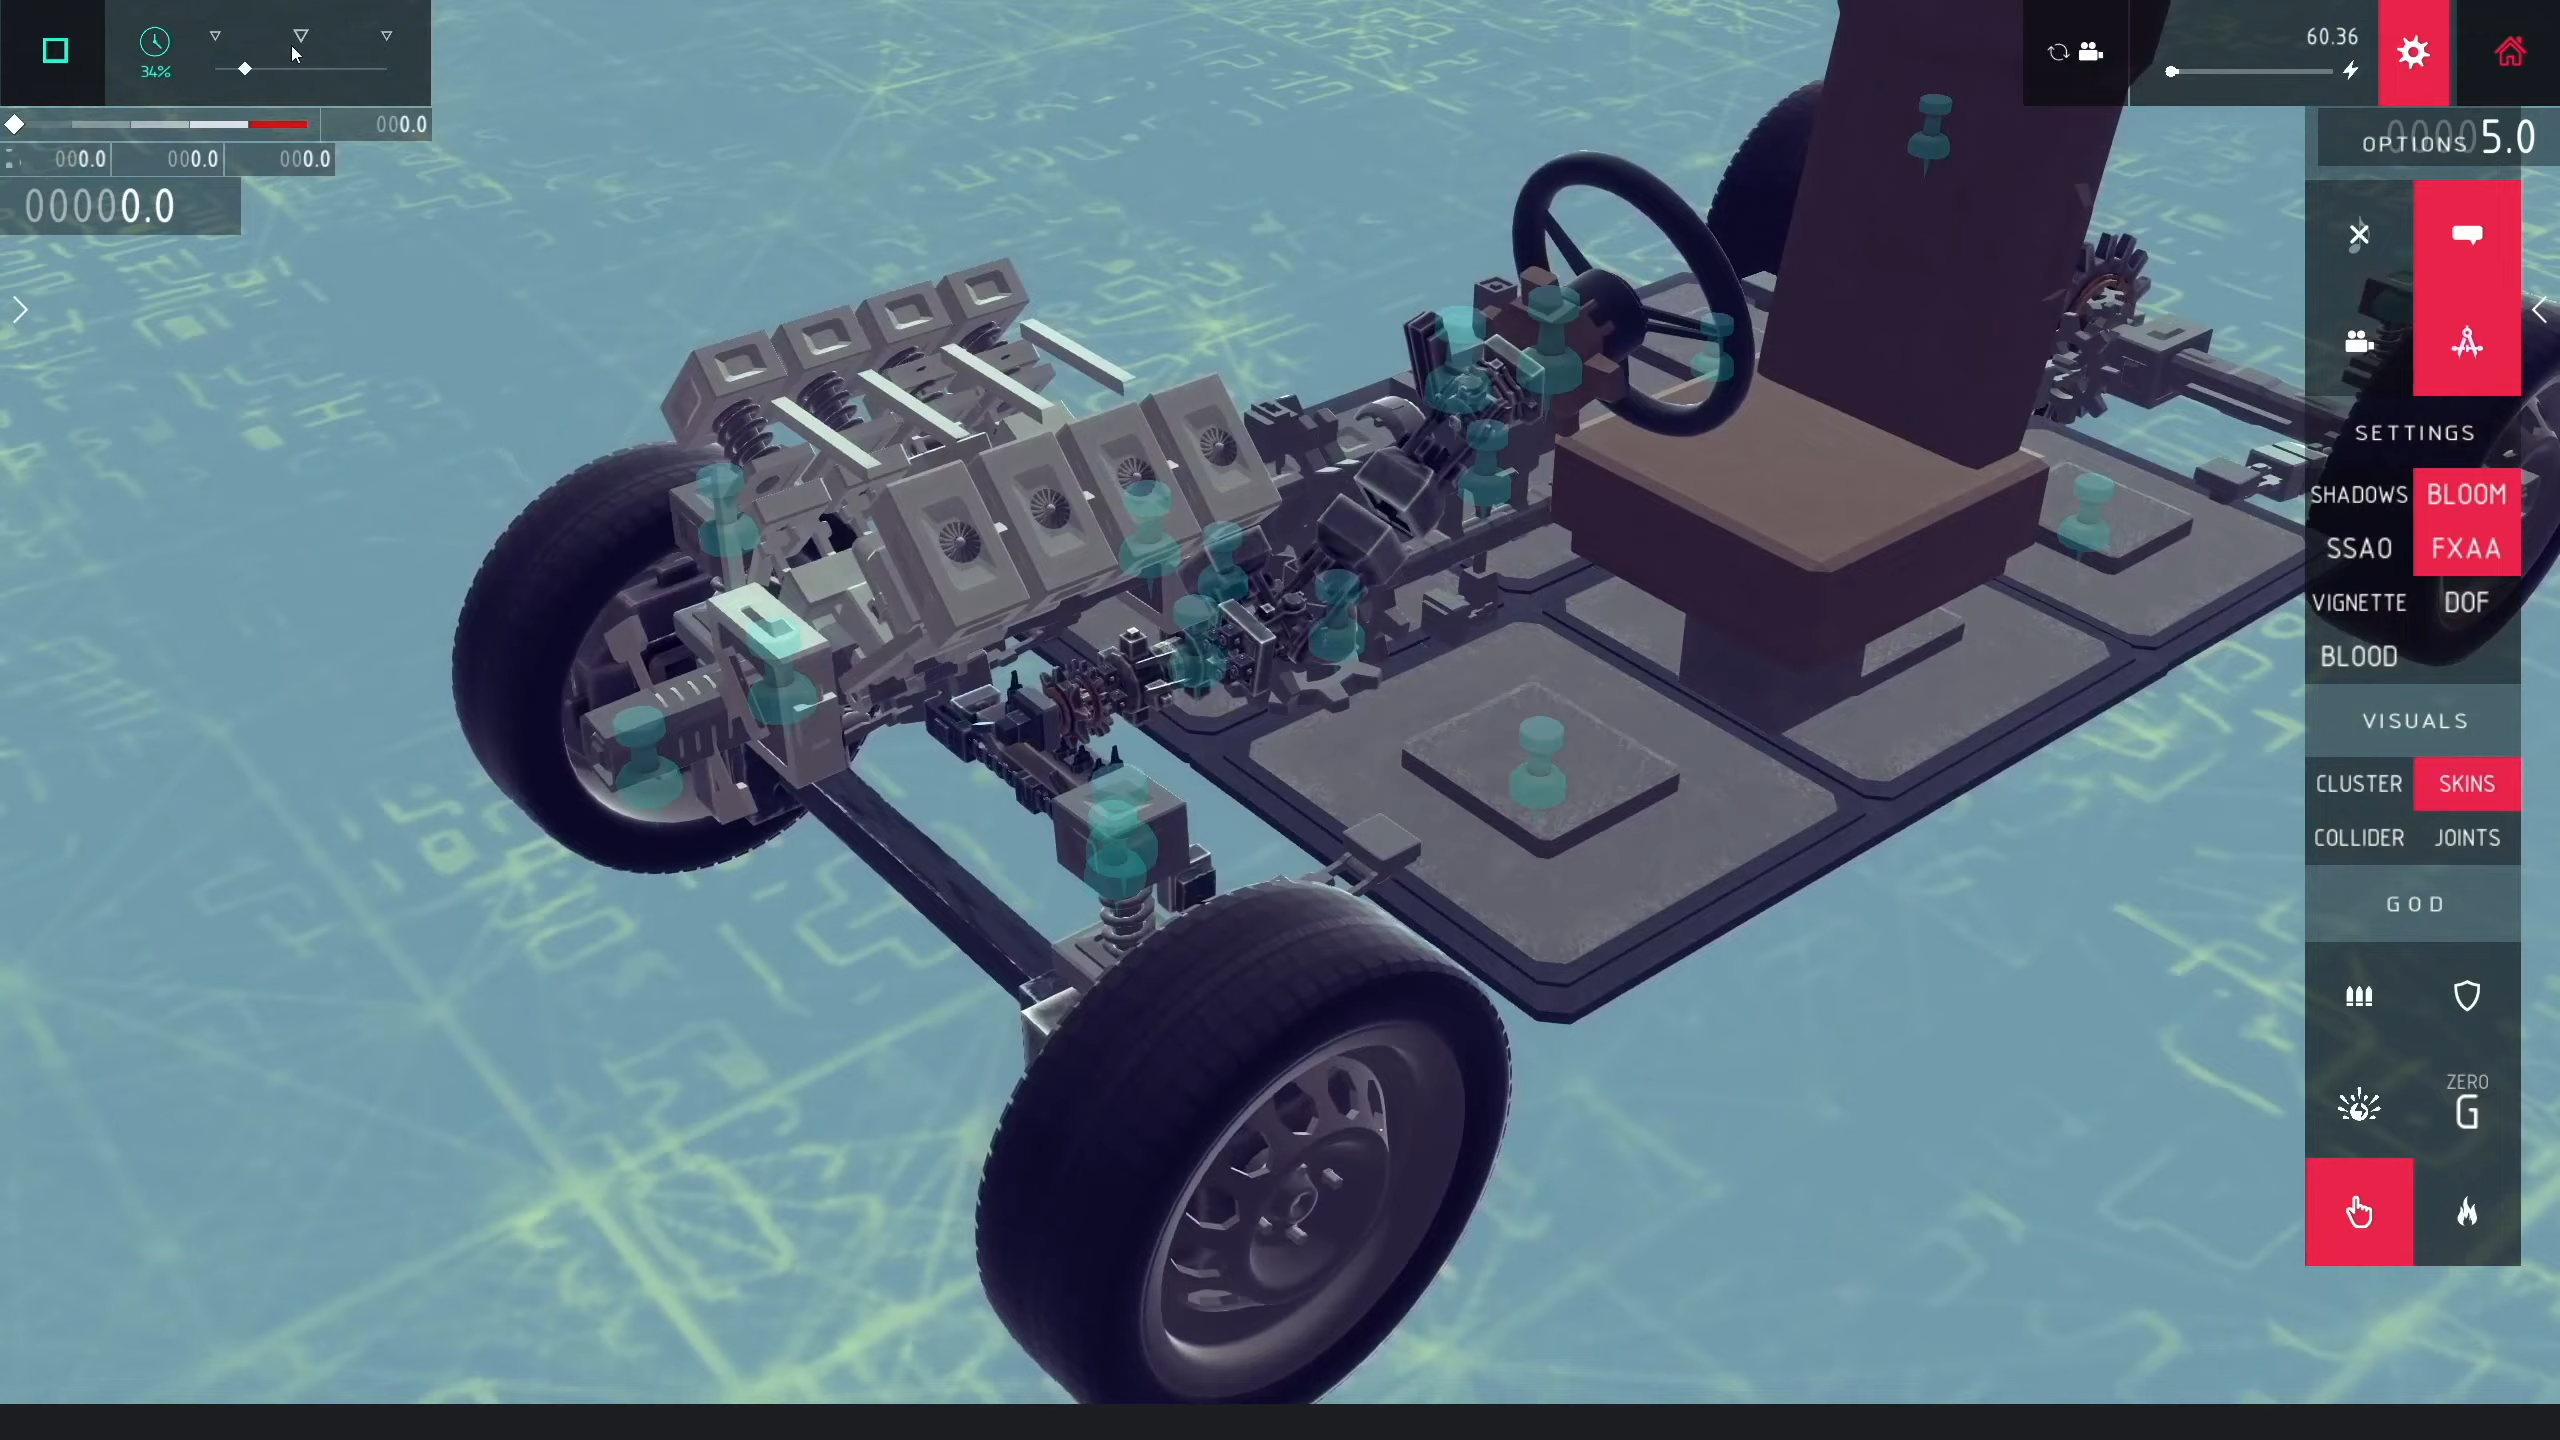 34%
60.36
000.0
000.0 000.0 000.0
00000.0
OPTIONS
00005.0
SETTINGS
SHADOWS BLOOM
SSAO FXAA
VIGNETTE DOF
BLOOD
VISUALS
CLUSTER SKINS
COLLIDER JOINTS
GOD
ZERO
G